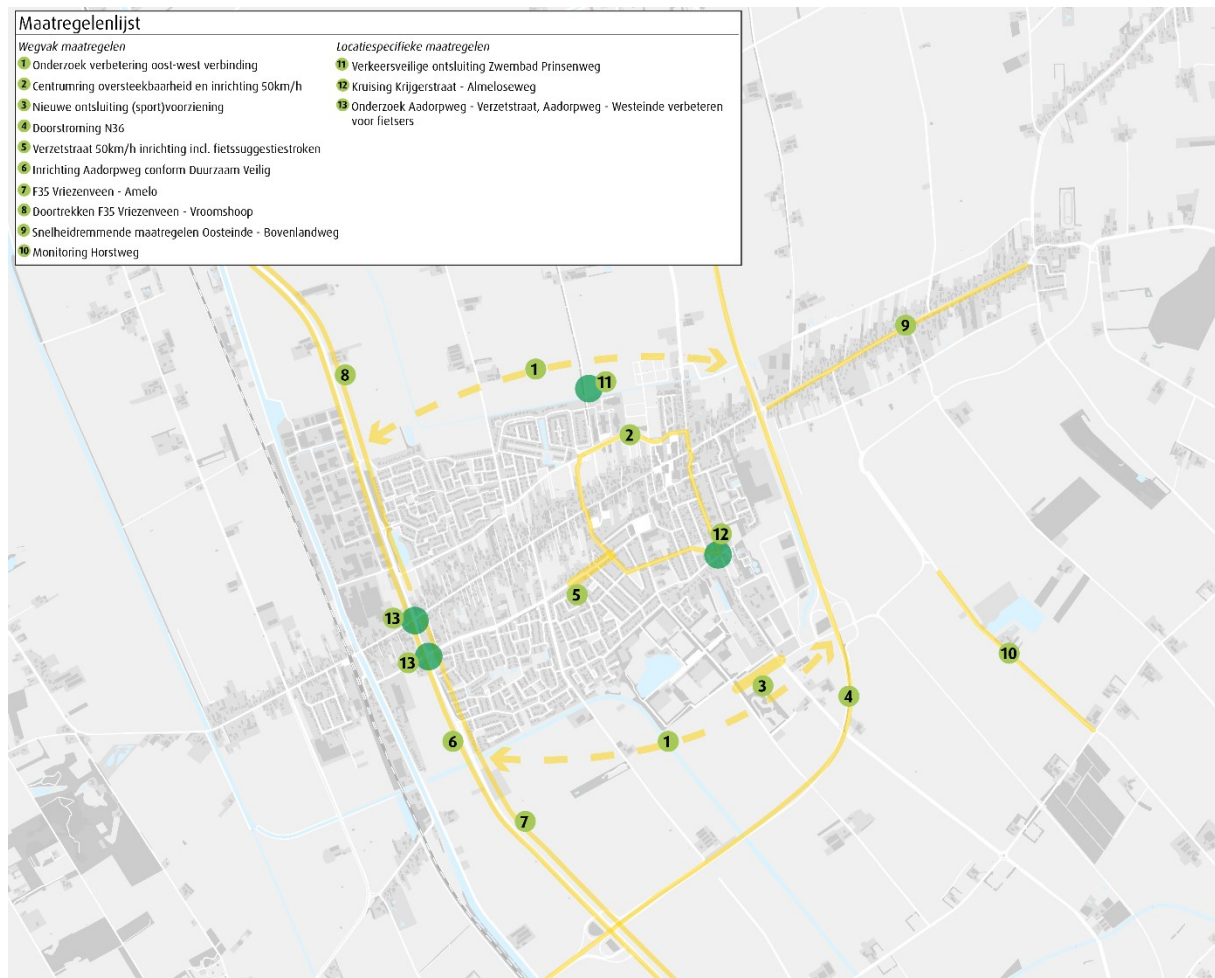 Maatregelenlijst
Wegvak maatregelen
1 Onderzoek verbetering oost-west verbinding
2 Centrumring oversteekbaarheid en inrichting 50km/h
3 Nieuwe ontsluiting (sport)voorziening
4 Doorstroming N36
5 Verzetstraat 50km/h inrichting incl. fietssuggestiestroken
6 Inrichting Aadorpweg conform Duurzaam Veilig
7 F35 Vriezenveen - Amelo
8 Doortrekken F35 Vriezenveen - Vroomshoop
9 Snelheidremmende maatregelen Oosteinde - Bovenlandweg
10 Monitoring Horstweg
Locatiespecifieke maatregelen
11 Verkeersveilige ontsluiting Zwembad Prinsenweg
12 Kruising Krijgerstraat - Almeloseweg
13 Onderzoek Aadorpweg - Verzetstraat, Aadorpweg - Westeinde verbeteren
voor fietsers
9
1
8
11
2
12
5
13
13
10
3
4
6
1
7